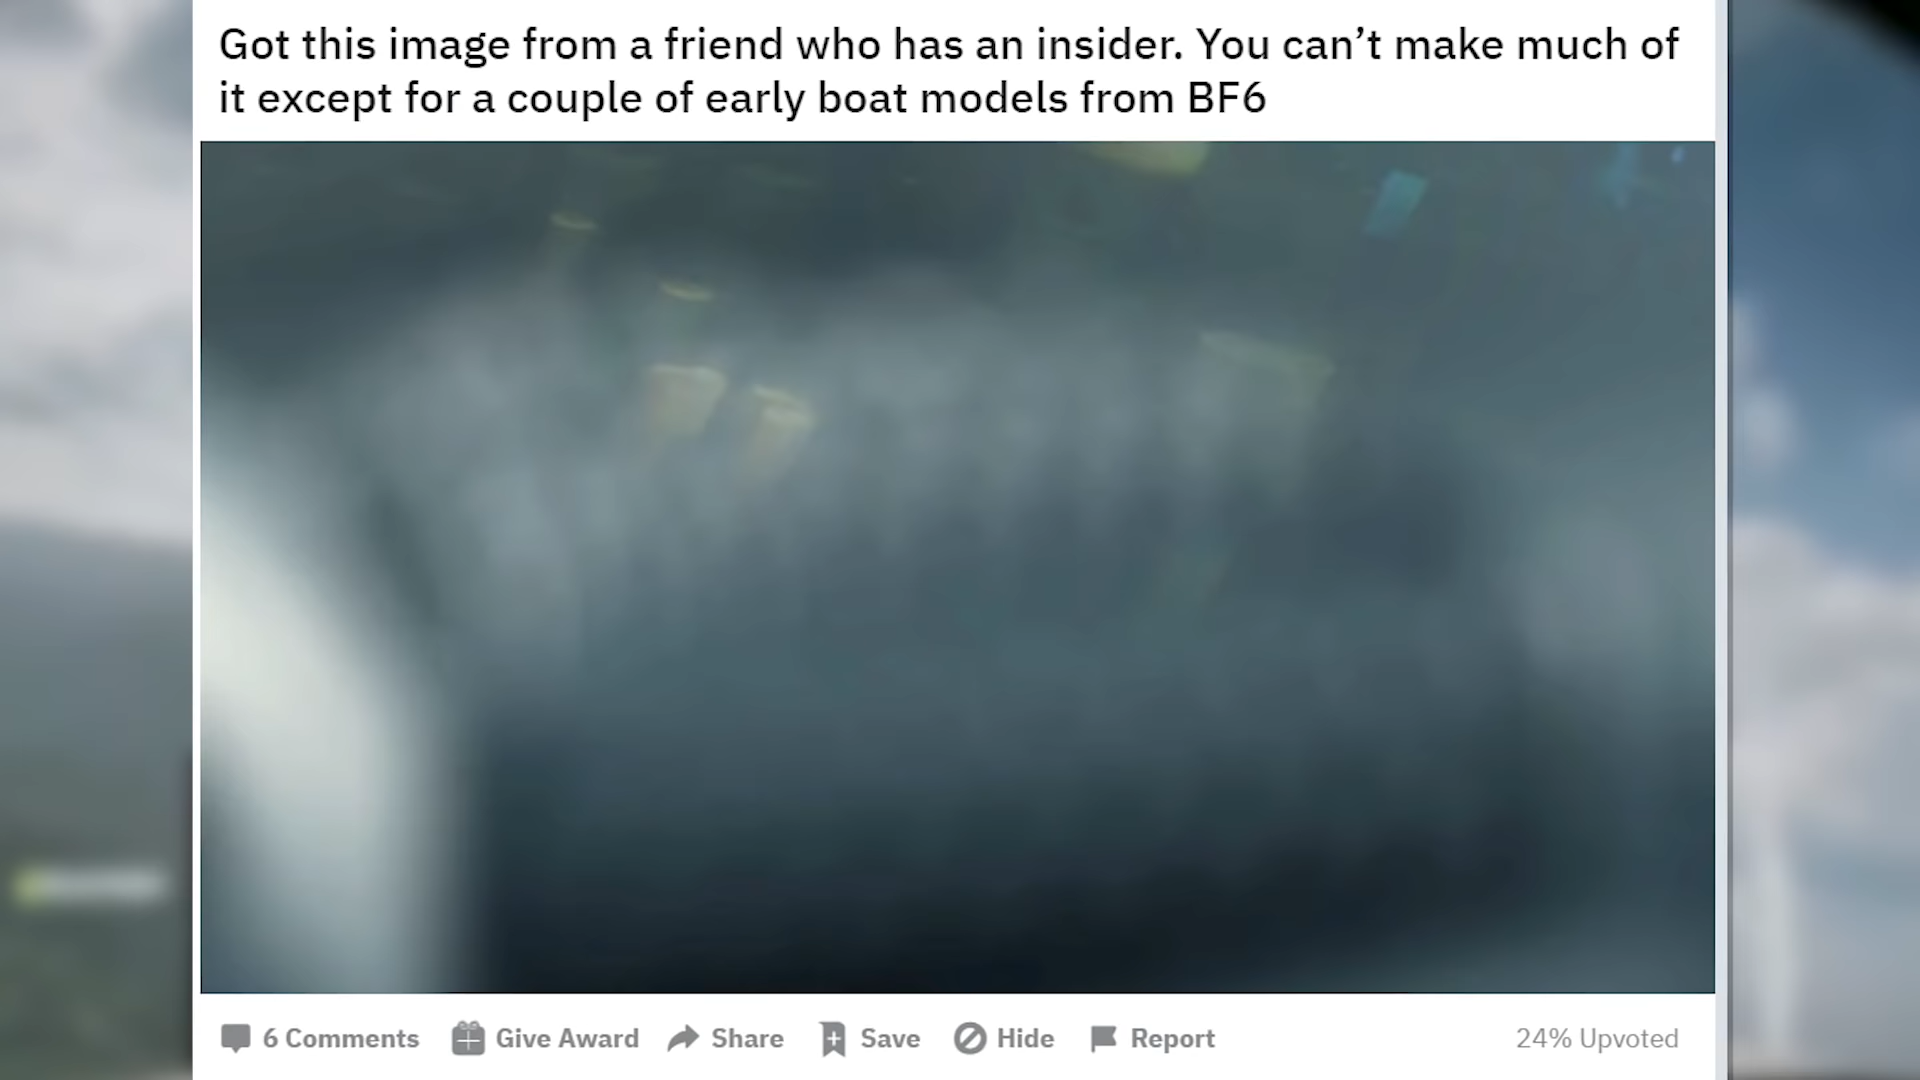 Got this image from a friend who has an insider. You can’t make much of
it except for a couple of early boat models from BF6
6 Comments Give Award Share Save Hide Report 24% Upvoted